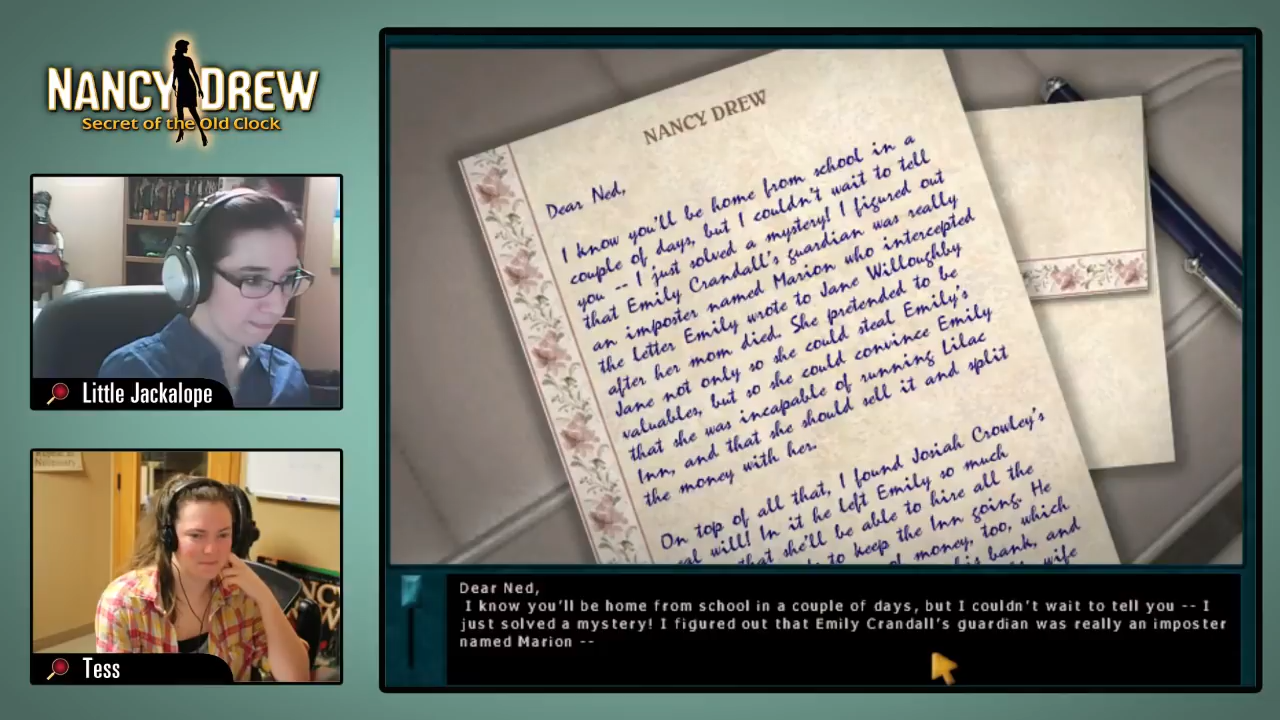 NANCY DREW
Secret of the Old Clock
Little Jackalope
Tess
NANCY DREW
Dear Ned,
I know you'll be home from school in a
couple of days, but I couldn't wait to tell
you -- I just solved a mystery! I figured out
that Emily Crandall's guardian was really
an imposter named Marion who intercepted
the letter Emily wrote to Jane Willoughby
after her mom died. She pretended to be
Jane not only so she could steal Emily's
valuables, but so she could convince Emily
that she was incapable of running Lilac
Inn, and that she should sell it and split
the money with her.
On top of all that, I found Josiah Crowley's
will! In it he left Emily so much
that she'll be able to hire all the
to keep the Inn going. He
of money, too, which
his bank, and
wife
Dear Ned,
I know you'll be home from school in a couple of days, but I couldn't wait to tell you -- I
just solved a mystery! I figured out that Emily Crandall's guardian was really an imposter
named Marion --